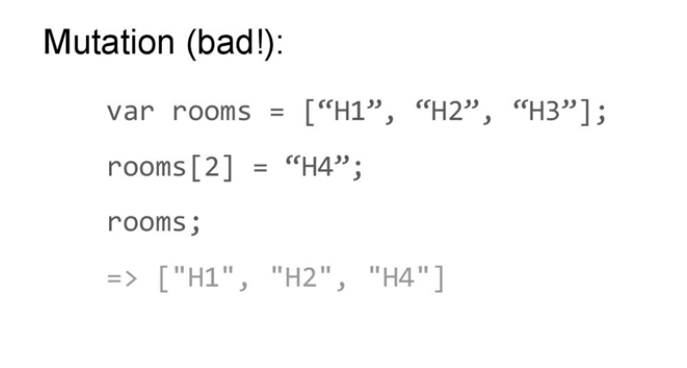 Mutation (bad!):
var rooms = [“H1”, “H2”, “H3”];
rooms[2] = “H4”;
rooms;
=> ["H1", "H2", "H4"]